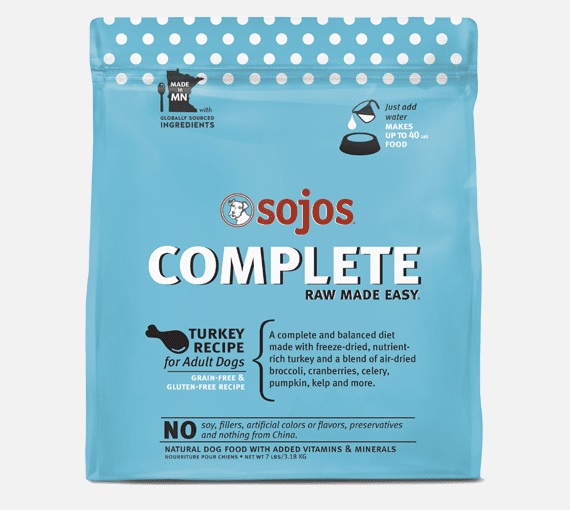 MADE
in
MN
with
GLOBALLY SOURCED
INGREDIENTS
Just add
water
MAKES
UP TO 40 LBS
FOOD
sojos
COMPLETE
RAW MADE EASY.
TURKEY
RECIPE
for Adult Dogs
GRAIN-FREE &
GLUTEN-FREE RECIPE
A complete and balanced diet
made with freeze-dried, nutrient-
rich turkey and a blend of air-dried
broccoli, cranberries, celery,
pumpkin, kelp and more.
NO soy, fillers, artificial colors or flavors, preservatives
and nothing from China.
NATURAL DOG FOOD WITH ADDED VITAMINS & MINERALS
NOURRITURE POUR CHIENS • NET WT 7 LBS/3.18 KG